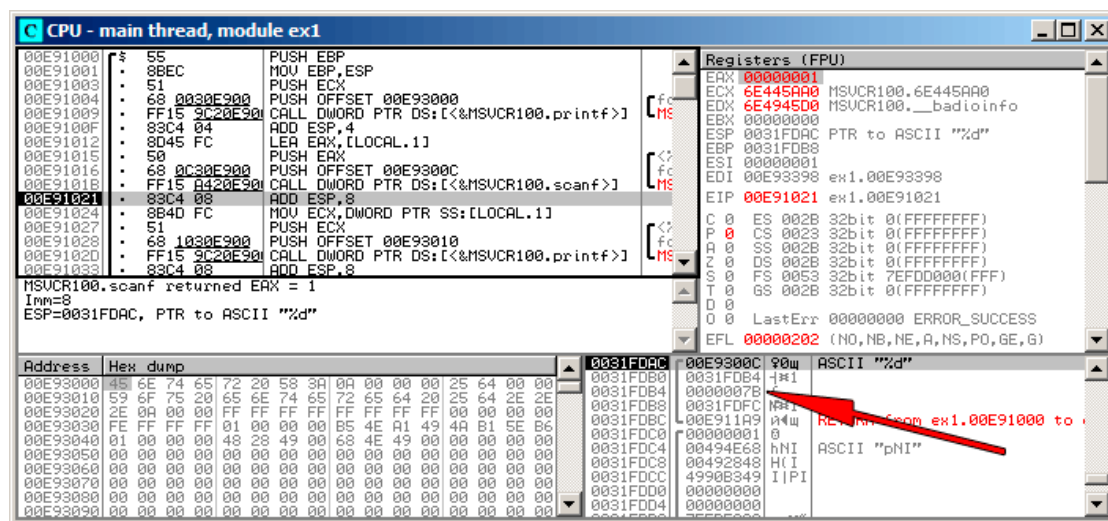 C CPU - main thread, module ex1
00E91000 $ 55 PUSH EBP
00E91001 . 8BEC MOV EBP,ESP
00E91003 . 51 PUSH ECX
00E91004 . 68 0030E900 PUSH OFFSET 00E93000
00E91009 . FF15 9C20E90 CALL DWORD PTR DS:[<&MSVCR100.printf>]
00E9100F . 83C4 04 ADD ESP,4
00E91012 . 8D45 FC LEA EAX,[LOCAL.1]
00E91015 . 50 PUSH EAX
00E91016 . 68 0C30E900 PUSH OFFSET 00E9300C
00E9101B . FF15 A420E90 CALL DWORD PTR DS:[<&MSVCR100.scanf>]
00E91021 . 83C4 08 ADD ESP,8
00E91024 . 8B4D FC MOV ECX,DWORD PTR SS:[LOCAL.1]
00E91027 . 51 PUSH ECX
00E91028 . 68 1030E900 PUSH OFFSET 00E93010
00E9102D . FF15 9C20E90 CALL DWORD PTR DS:[<&MSVCR100.printf>]
00E91033 . 83C4 08 ADD ESP,8
MSVCR100.scanf returned EAX = 1
Imm=8
ESP=0031FDAC, PTR to ASCII "%d"
Registers (FPU)
EAX 00000001
ECX 6E445AA0 MSVCR100.6E445AA0
EDX 6E4945D0 MSVCR100.__badioinfo
EBX 00000000
ESP 0031FDAC PTR to ASCII "%d"
EBP 0031FDB8
ESI 00000001
EDI 00E93398 ex1.00E93398
EIP 00E91021 ex1.00E91021
C 0 ES 002B 32bit 0(FFFFFFFF)
P 0 CS 0023 32bit 0(FFFFFFFF)
A 0 SS 002B 32bit 0(FFFFFFFF)
Z 0 DS 002B 32bit 0(FFFFFFFF)
S 0 FS 0053 32bit 7EFDD000(FFF)
T 0 GS 002B 32bit 0(FFFFFFFF)
D 0
O 0 LastErr 00000000 ERROR_SUCCESS
EFL 00000202 (NO,NB,NE,A,NS,PO,GE,G)
Address Hex dump
00E93000 45 6E 74 65 72 20 58 3A 0A 00 00 00 25 64 00 00
00E93010 59 6F 75 20 65 6E 74 65 72 65 64 20 25 64 2E 2E
00E93020 2E 0A 00 00 FF FF FF FF FF FF FF FF 00 00 00 00
00E93030 FE FF FF FF 01 00 00 00 B5 4E A1 49 4A B1 5E B6
00E93040 01 00 00 00 48 28 49 00 68 4E 49 00 00 00 00 00
00E93050 00 00 00 00 00 00 00 00 00 00 00 00 00 00 00 00
00E93060 00 00 00 00 00 00 00 00 00 00 00 00 00 00 00 00
00E93070 00 00 00 00 00 00 00 00 00 00 00 00 00 00 00 00
00E93080 00 00 00 00 00 00 00 00 00 00 00 00 00 00 00 00
00E93090 00 00 00 00 00 00 00 00 00 00 00 00 00 00 00 00
0031FDAC 00E9300C ASCII "%d"
0031FDB0 0031FDB4
0031FDB4 0000007B
0031FDB8 0031FDFC
0031FDBC 00E911A9 from ex1.00E91000 to
0031FDC0 00000001
0031FDC4 00494E68 hNI ASCII "pNI"
0031FDC8 00492848 H(I
0031FDCC 4990B349 I|PI
0031FDD0 00000000
0031FDD4 00000000